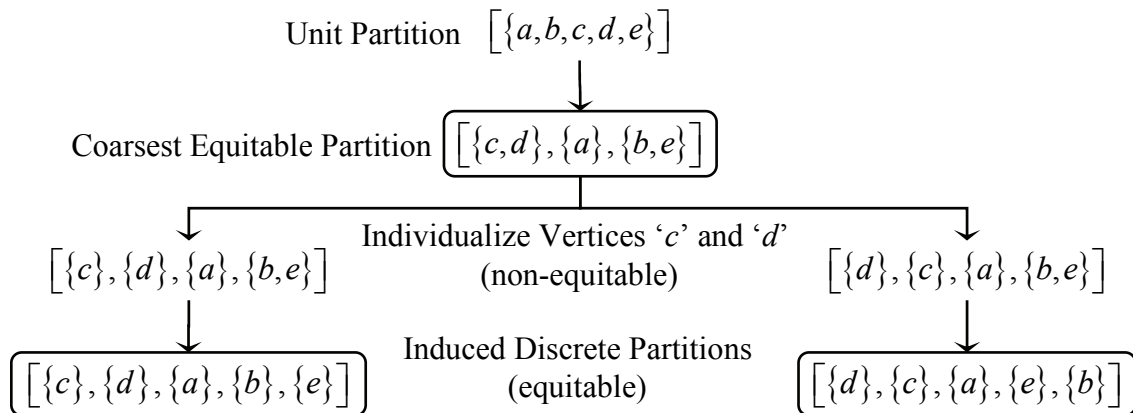 Unit Partition [{a,b,c,d,e}]
Coarsest Equitable Partition [{c,d},{a},{b,e}]
Individualize Vertices ‘c’ and ‘d’
(non-equitable)
[{c},{d},{a},{b,e}]
[{d},{c},{a},{b,e}]
Induced Discrete Partitions
(equitable)
[{c},{d},{a},{b},{e}]
[{d},{c},{a},{e},{b}]